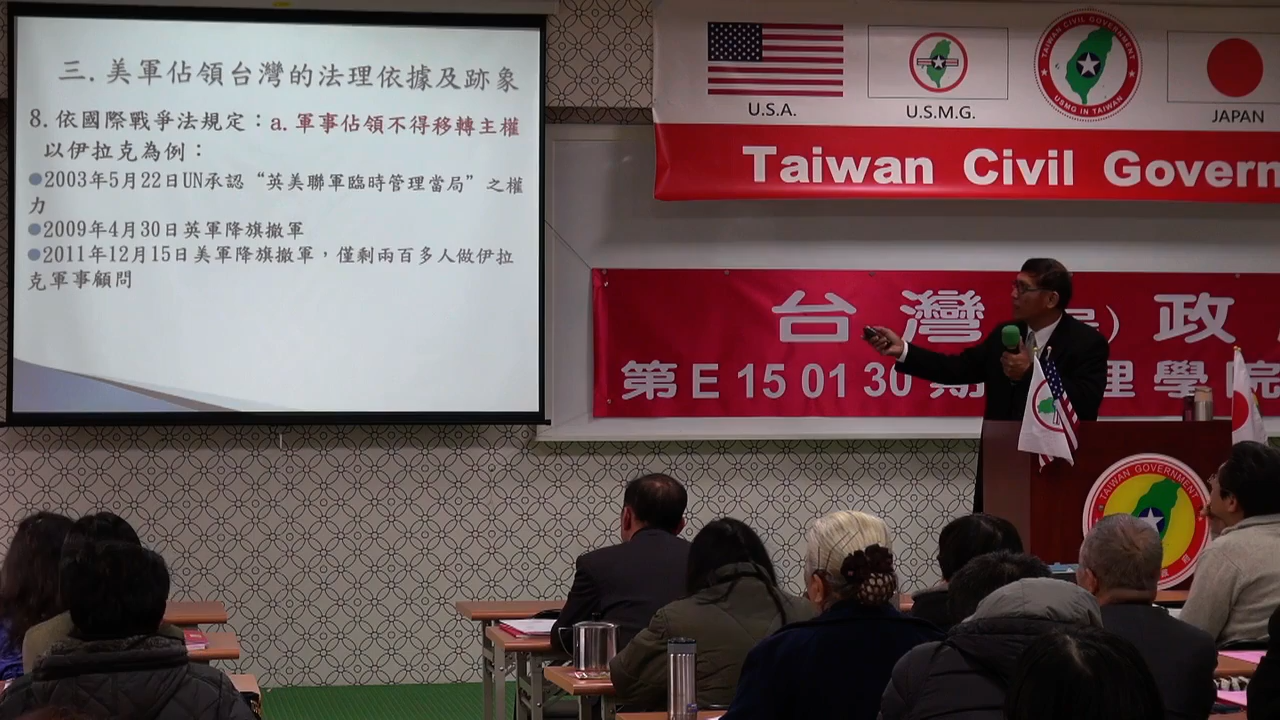 三.美軍佔領台灣的法理依據及跡象
8.依國際戰爭法規定：a.軍事佔領不得移轉主權
以伊拉克為例：
●2003年5月22日UN承認“英美聯軍臨時管理當局”之權
力
●2009年4月30日英軍降旗撤軍
●2011年12月15日美軍降旗撤軍，僅剩兩百多人做伊拉
克軍事顧問
U.S.A.
U.S.M.G.
TAIWAN CIVIL GOVERNMENT
USMG IN TAIWAN
JAPAN
Taiwan Civil Govern
台灣 ）政
第E 15 01 30 期 理學院
TAIWAN GOVERNMENT